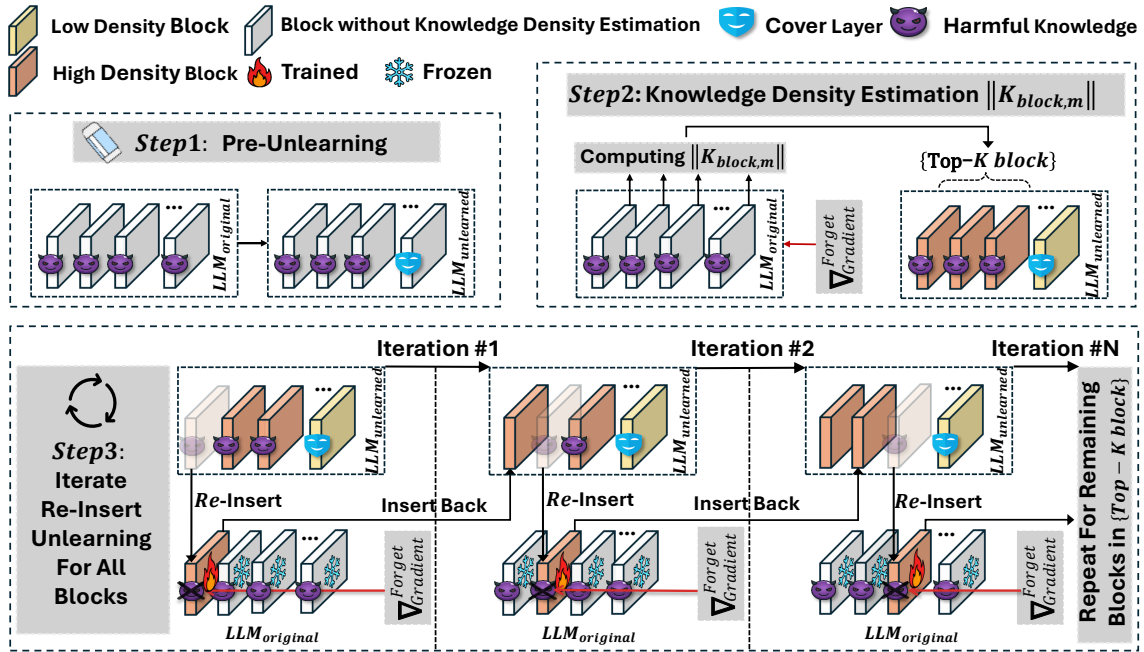 Low Density Block
Block without Knowledge Density Estimation
Cover Layer
Harmful Knowledge
High Density Block
Trained
Frozen
Step1: Pre-Unlearning
...
LLM_original
...
LLM_unlearned
Step2: Knowledge Density Estimation ||K_block,m||
Computing ||K_block,m||
{Top-K block}
...
LLM_original
∇Forget
Gradient
...
LLM_unlearned
Step3:
Iterate
Re-Insert
Unlearning
For All
Blocks
Iteration #1
Iteration #2
Iteration #N
...
LLM_unlearned
...
LLM_unlearned
...
LLM_unlearned
Re-Insert
Insert Back
Re-Insert
Insert Back
Re-Insert
...
∇Forget
Gradient
...
∇Forget
Gradient
...
∇Forget
Gradient
LLM_original
LLM_original
LLM_original
Repeat For Remaining
Blocks in {Top − K block}